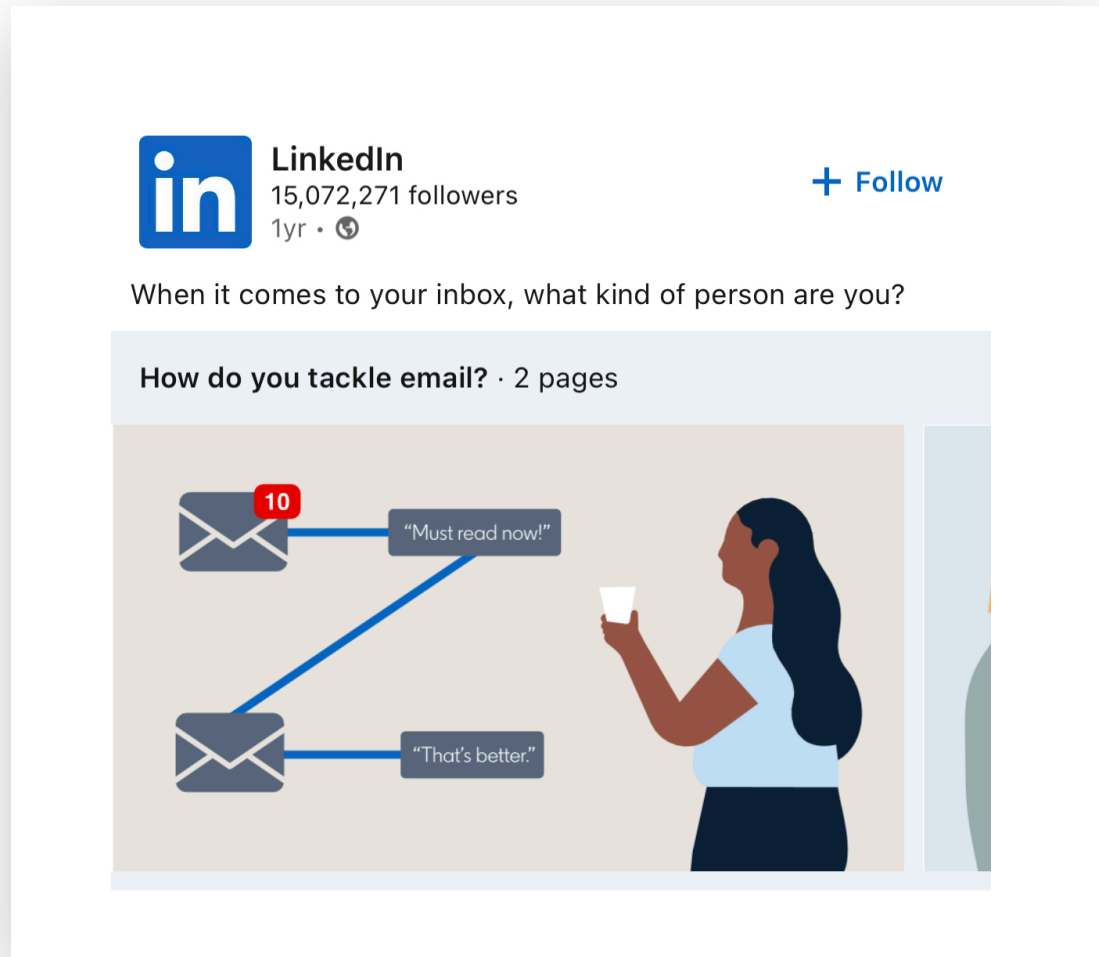 in
LinkedIn
15,072,271 followers
+ Follow
1yr •
When it comes to your inbox, what kind of person are you?
How do you tackle email? · 2 pages
10
“Must read now!”
“That’s better.”